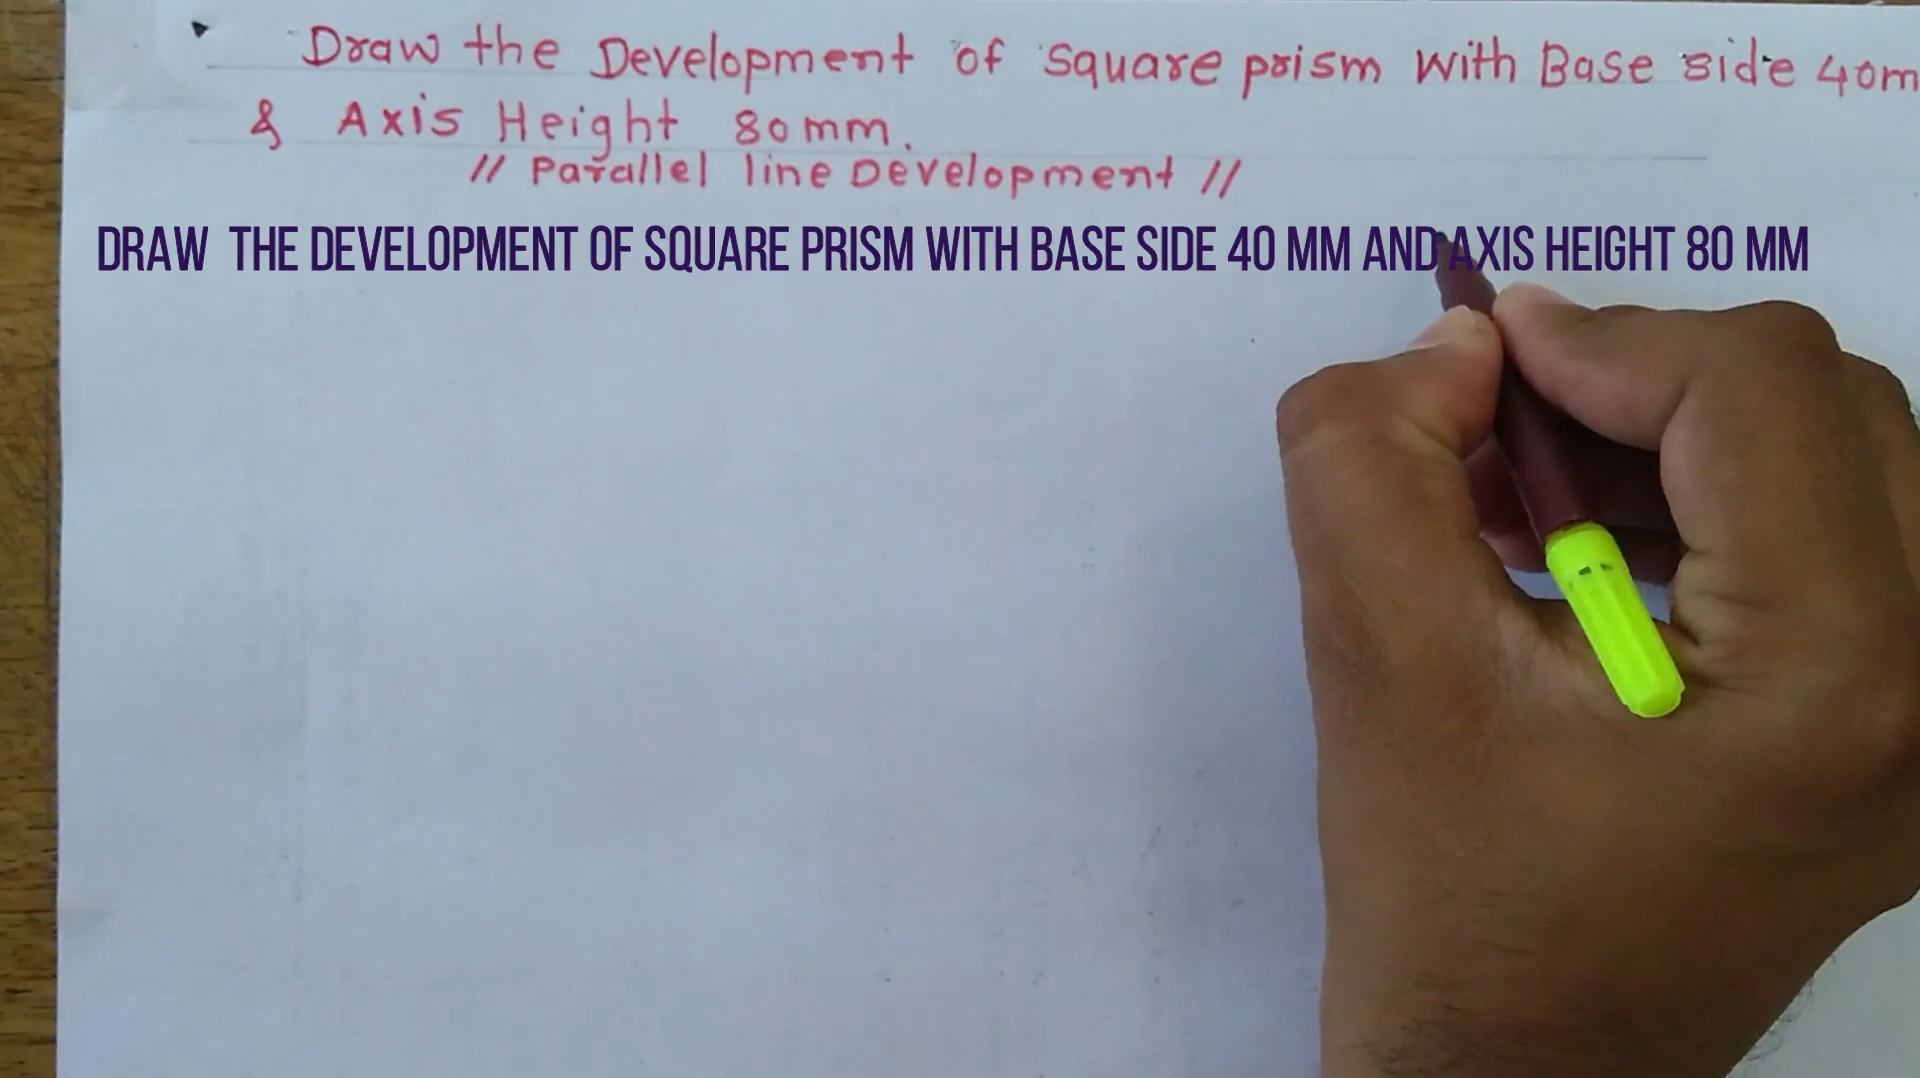 Draw the Development of square prism with Base side 40m
& Axis Height 80mm.
// Parallel line Development //
DRAW THE DEVELOPMENT OF SQUARE PRISM WITH BASE SIDE 40 MM AND AXIS HEIGHT 80 MM